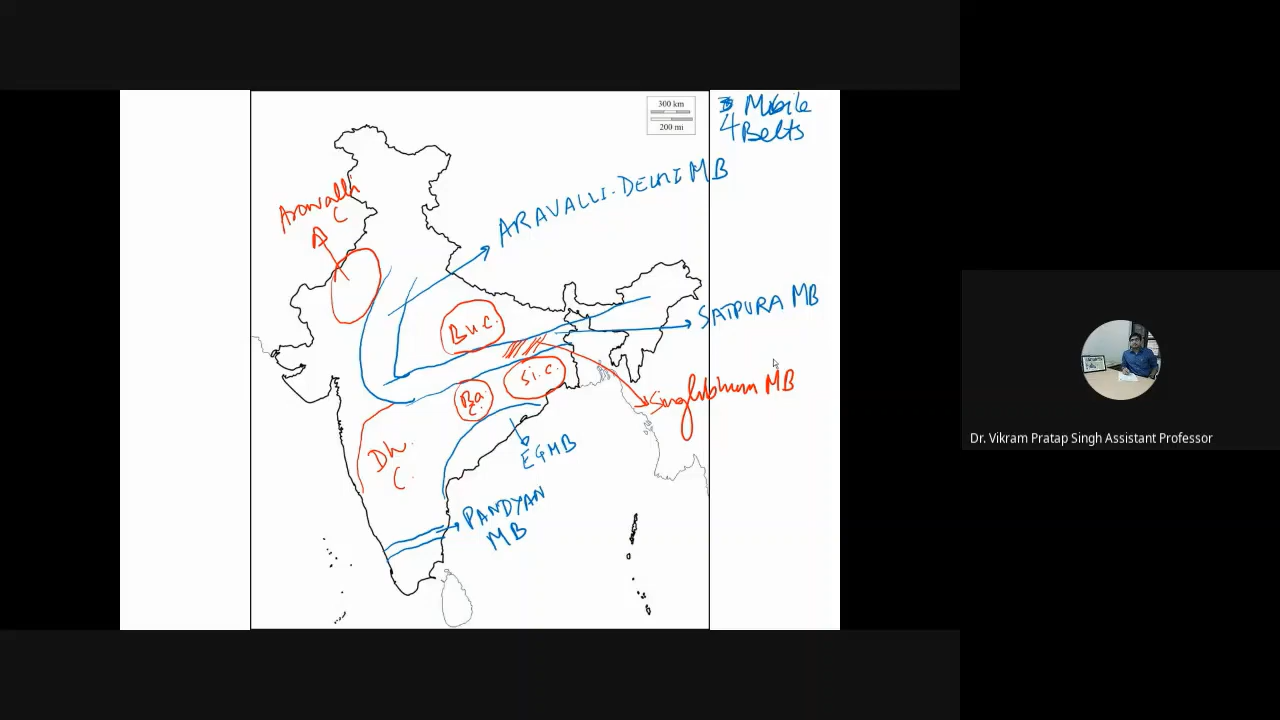 300 km
200 mi
Mobile
4 Belts
ARAVALLI-DELHI MB
Aravalli
C
Bu C.
SATPURA MB
Si. C.
Singhbhum MB
Ba
C.
Dh.
C.
EGMB
PANDYAN
MB
Dr. Vikram Pratap Singh Assistant Professor